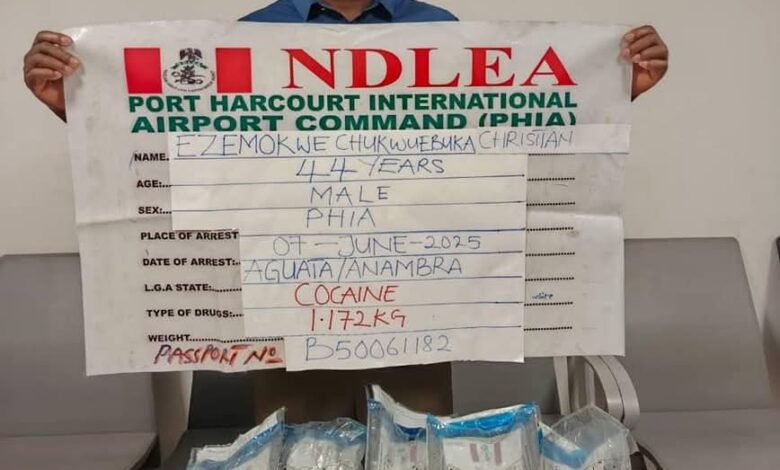 NDLEA
PORT HARCOURT INTERNATIONAL
AIRPORT COMMAND (PHIA)
NAME: EZEMOKWE CHUKWUEBUKA CHRISTIAN
AGE: 44 YEARS
SEX: MALE
PLACE OF ARREST PHIA
DATE OF ARREST: 07-JUNE-2025
L.G.A STATE: AGUATA/ANAMBRA
TYPE OF DRUGS: COCAINE
WEIGHT 1.172KG
PASSPORT NO B50061182